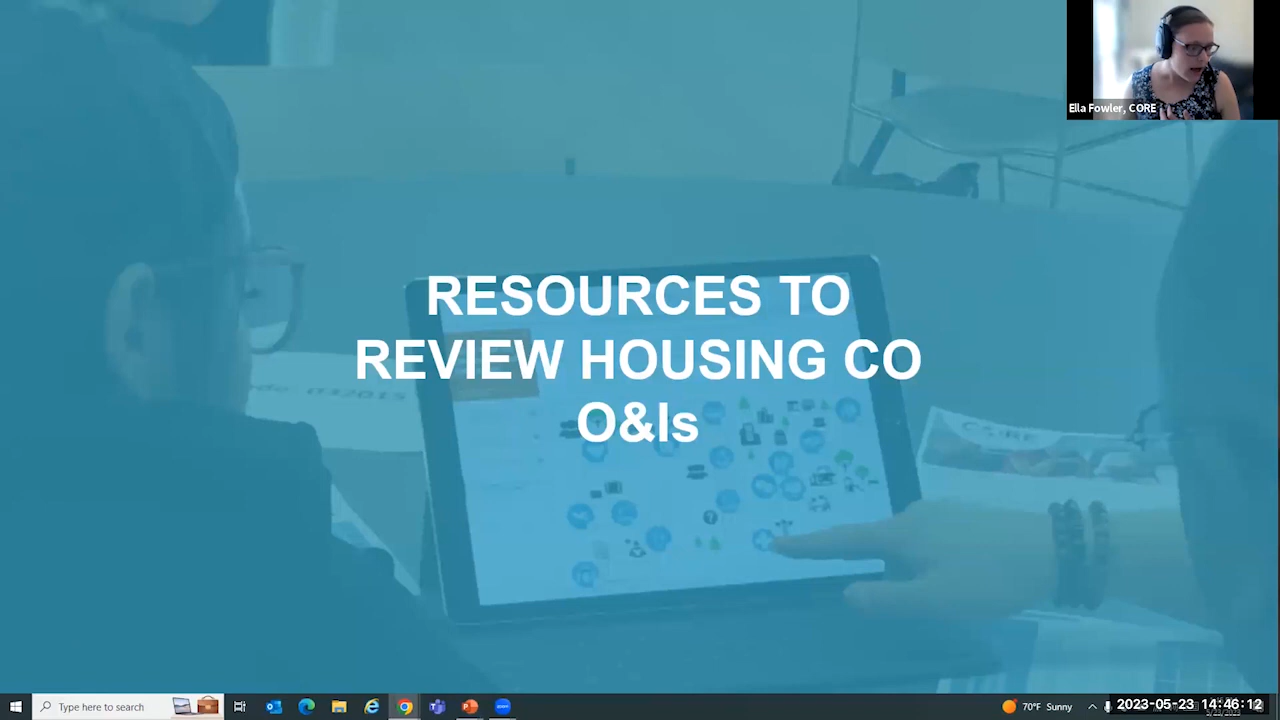 Ella Fowler, CORE
RESOURCES TO
REVIEW HOUSING CO
O&Is
Type here to search
70°F Sunny
2023-05-23 14:46:12